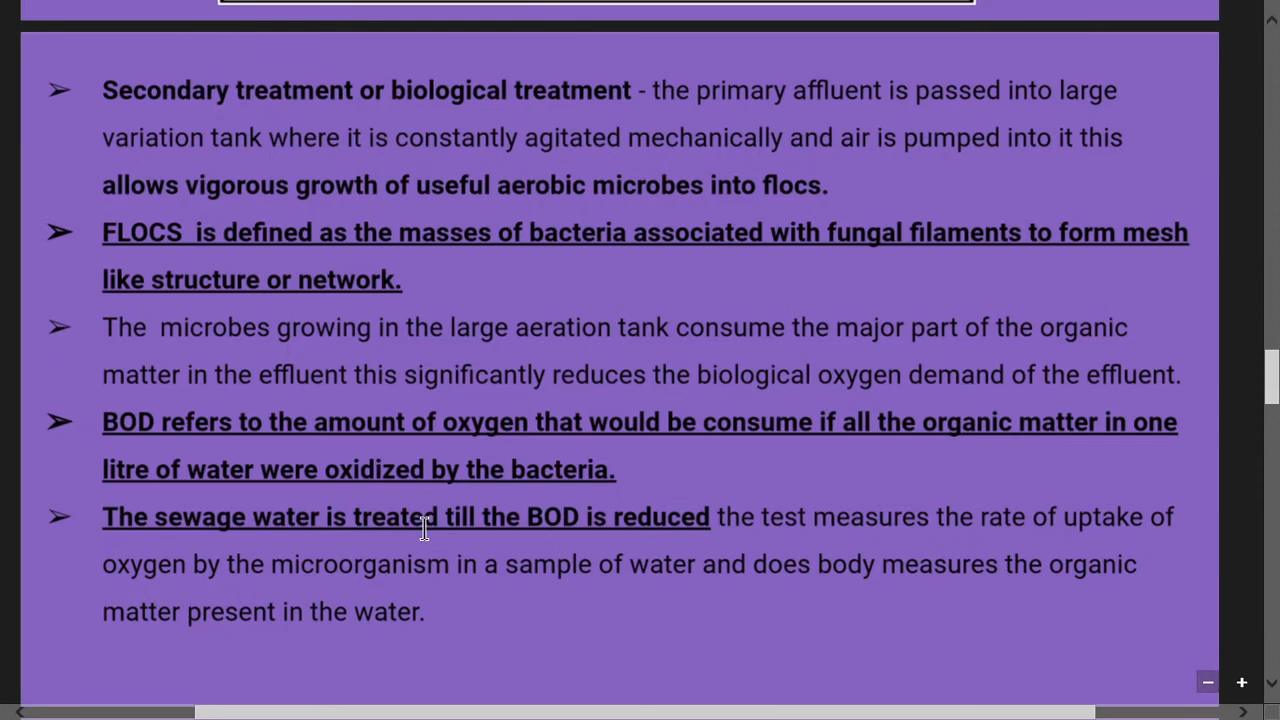 ➢ Secondary treatment or biological treatment - the primary affluent is passed into large
variation tank where it is constantly agitated mechanically and air is pumped into it this
allows vigorous growth of useful aerobic microbes into flocs.
➢ FLOCS is defined as the masses of bacteria associated with fungal filaments to form mesh
like structure or network.
➢ The microbes growing in the large aeration tank consume the major part of the organic
matter in the effluent this significantly reduces the biological oxygen demand of the effluent.
➢ BOD refers to the amount of oxygen that would be consume if all the organic matter in one
litre of water were oxidized by the bacteria.
➢ The sewage water is treated till the BOD is reduced the test measures the rate of uptake of
oxygen by the microorganism in a sample of water and does body measures the organic
matter present in the water.